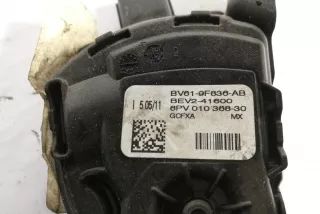 BV61-9F836-AB
BEV2-41600
I 5.05/11
6PV 010 368-30
GCFXA MX